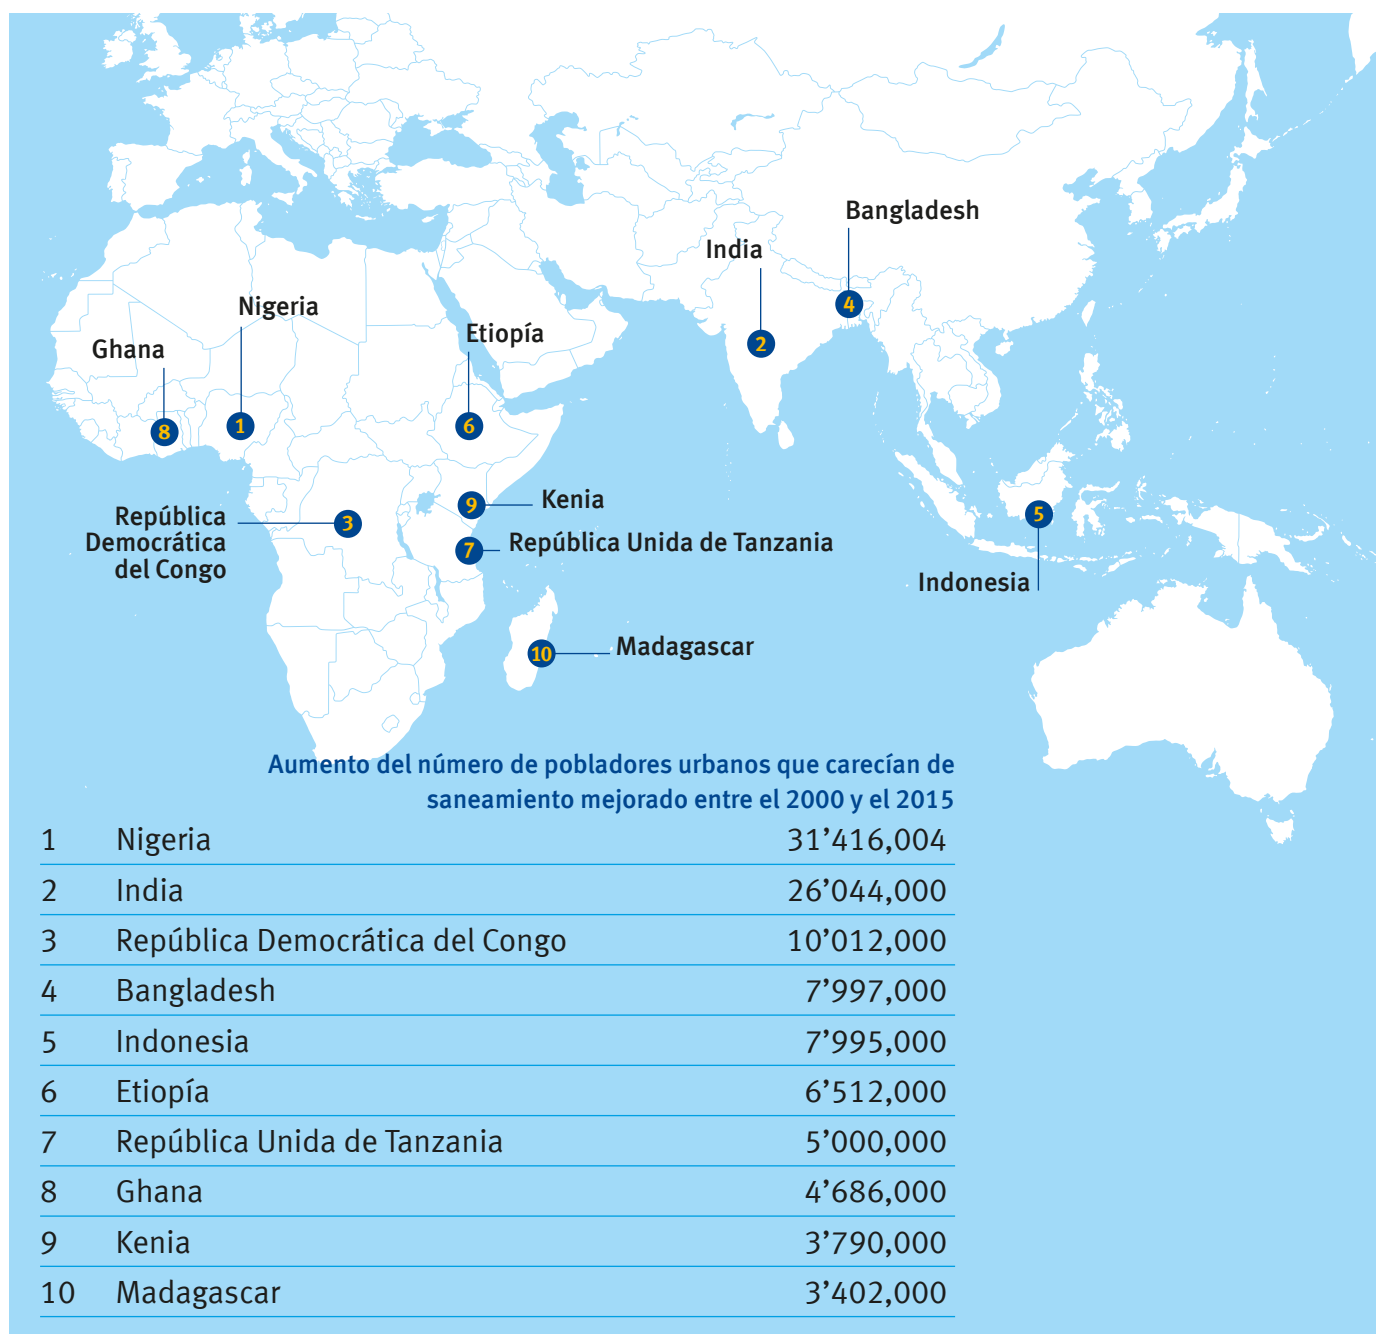 Bangladesh
India
4
Nigeria
Etiopía
2
Ghana
8
1
6
9
Kenia
República
Democrática
del Congo
3
5
7
República Unida de Tanzania
Indonesia
10
Madagascar
Aumento del número de pobladores urbanos que carecían de
saneamiento mejorado entre el 2000 y el 2015
1 Nigeria 31’416,004
2 India 26’044,000
3 República Democrática del Congo 10’012,000
4 Bangladesh 7’997,000
5 Indonesia 7’995,000
6 Etiopía 6’512,000
7 República Unida de Tanzania 5’000,000
8 Ghana 4’686,000
9 Kenia 3’790,000
10 Madagascar 3’402,000